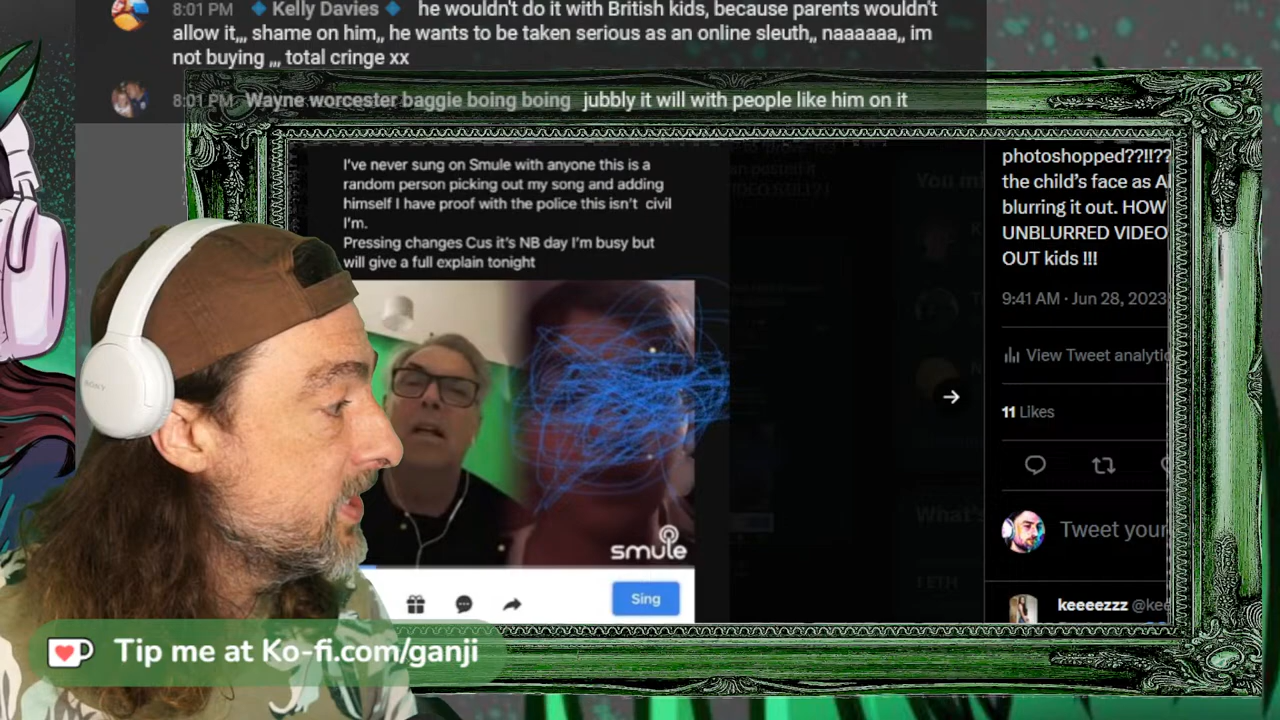 8:01 PM Kelly Davies he wouldn't do it with British kids, because parents wouldn't
allow it,,, shame on him,, he wants to be taken serious as an online sleuth,, naaaaaa,, im
not buying ,,, total cringe xx
8:01 PM Wayne worcester baggie boing boing jubbly it will with people like him on it
I've never sung on Smule with anyone this is a
random person picking out my song and adding
himself I have proof with the police this isn't civil
I'm.
Pressing changes Cus it's NB day I'm busy but
will give a full explain tonight
SONY
smule
Sing
photoshopped??!!??
the child's face as
blurring it out. HOW
UNBLURRED VIDEO
OUT kids !!!
9:41 AM · Jun 28, 2023
View Tweet
11 Likes
Tweet your
keeeezzz
What's
Tip me at Ko-fi.com/ganji